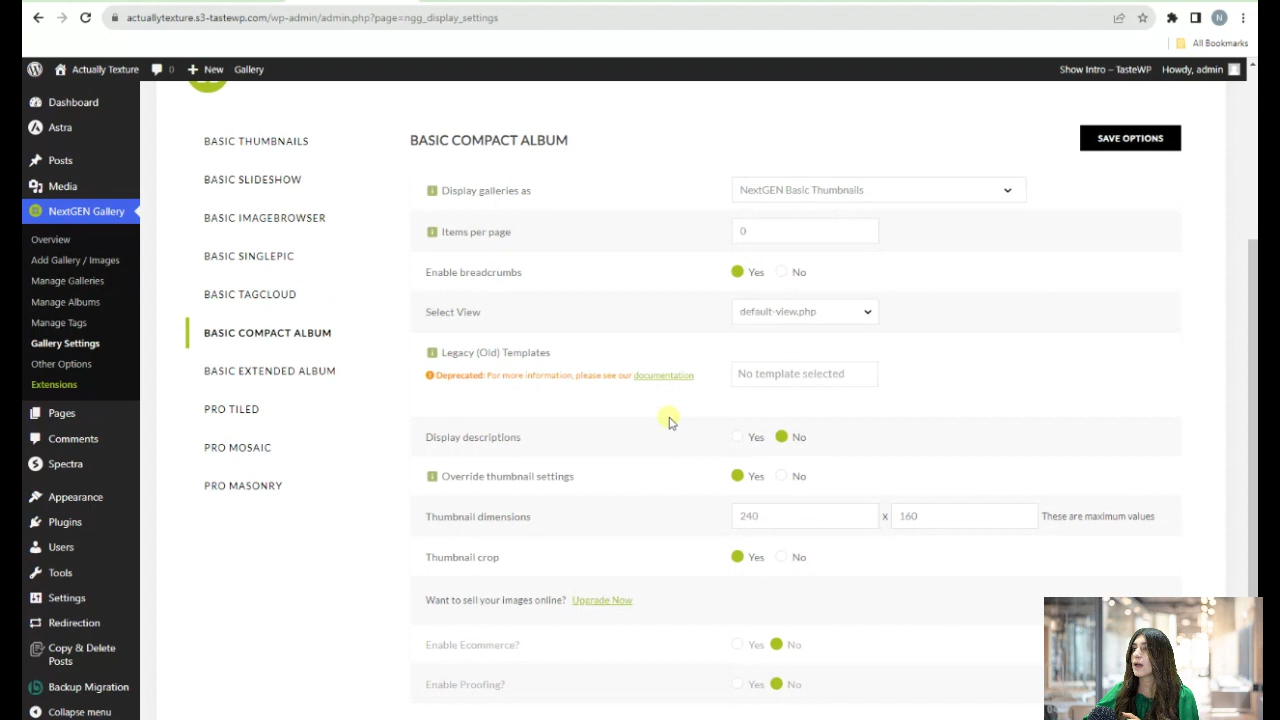 actuallytexture.s3-tastewp.com/wp-admin/admin.php?page=ngg_display_settings
N
All Bookmarks
Actually Texture 0 New Gallery Show Intro – TasteWP Howdy, admin
Dashboard
Astra
Posts
Media
NextGEN Gallery
Overview
Add Gallery / Images
Manage Galleries
Manage Albums
Manage Tags
Gallery Settings
Other Options
Extensions
Pages
Comments
Spectra
Appearance
Plugins
Users
Tools
Settings
Redirection
Copy & Delete
Posts
Backup Migration
Collapse menu
BASIC THUMBNAILS
BASIC SLIDESHOW
BASIC IMAGEBROWSER
BASIC SINGLEPIC
BASIC TAGCLOUD
BASIC COMPACT ALBUM
BASIC EXTENDED ALBUM
PRO TILED
PRO MOSAIC
PRO MASONRY
BASIC COMPACT ALBUM SAVE OPTIONS
Display galleries as NextGEN Basic Thumbnails
Items per page 0
Enable breadcrumbs Yes No
Select View default-view.php
Legacy (Old) Templates
Deprecated: For more information, please see our documentation No template selected
Display descriptions Yes No
Override thumbnail settings Yes No
Thumbnail dimensions 240 x 160 These are maximum values
Thumbnail crop Yes No
Want to sell your images online? Upgrade Now
Enable Ecommerce? Yes No
Enable Proofing? Yes No